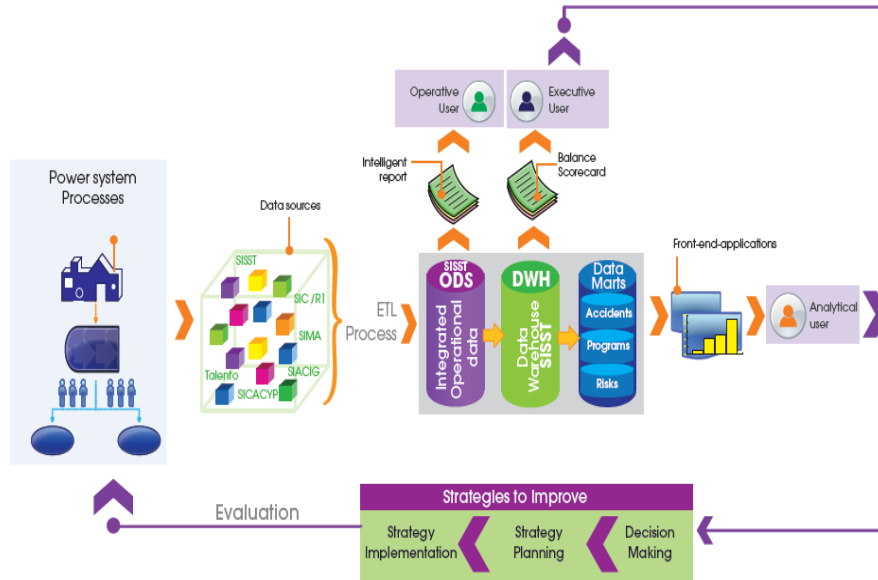 Operative
User
Executive
User
Intelligent
report
Balance
Scorecard
Power system
Processes
Data sources
SISST
SIC /R1
SIMA
SIACIG
Talento
SICACYP
ETL
Process
SISST
ODS
Integrated
Operational
data
DWH
Data
Warehouse
SISST
Data
Marts
Accidents
Programs
Risks
Front-end-applications
Analytical
user
Strategies to Improve
Evaluation
Strategy
Implementation
Strategy
Planning
Decision
Making